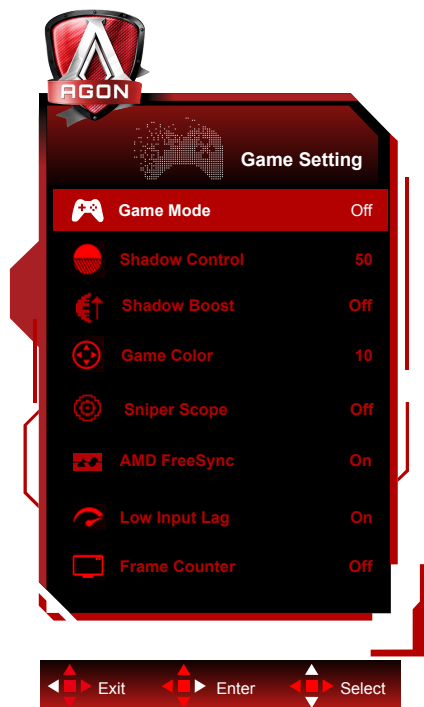 AGON
Game Setting
Game Mode Off
Shadow Control 50
Shadow Boost Off
Game Color 10
Sniper Scope Off
AMD FreeSync On
Low Input Lag On
Frame Counter Off
Exit Enter Select